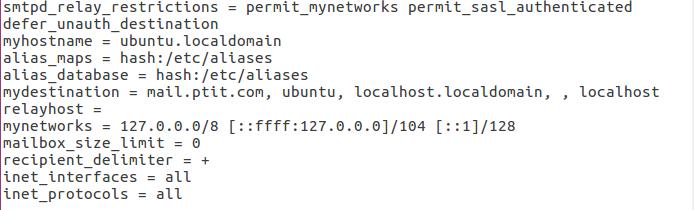 smtpd_relay_restrictions = permit_mynetworks permit_sasl_authenticated
defer_unauth_destination
myhostname = ubuntu.localdomain
alias_maps = hash:/etc/aliases
alias_database = hash:/etc/aliases
mydestination = mail.ptit.com, ubuntu, localhost.localdomain, , localhost
relayhost =
mynetworks = 127.0.0.0/8 [::ffff:127.0.0.0]/104 [::1]/128
mailbox_size_limit = 0
recipient_delimiter = +
inet_interfaces = all
inet_protocols = all